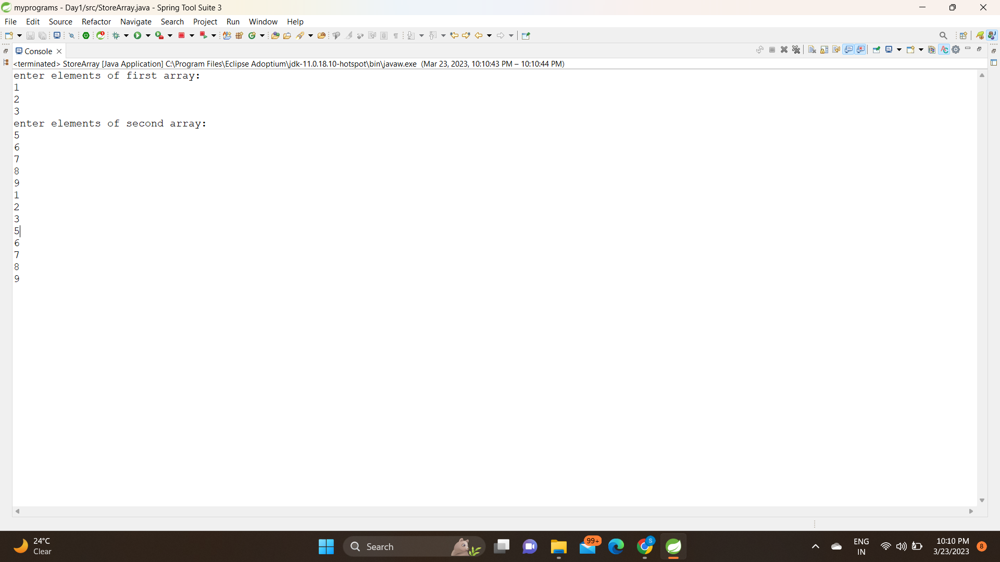 myprograms - Day1/src/StoreArray.java - Spring Tool Suite 3
File Edit Source Refactor Navigate Search Project Run Window Help
Console
<terminated> StoreArray [Java Application] C:\Program Files\Eclipse Adoptium\jdk-11.0.18.10-hotspot\bin\javaw.exe (Mar 23, 2023, 10:10:43 PM – 10:10:44 PM)
enter elements of first array:
1
2
3
enter elements of second array:
5
6
7
8
9
1
2
3
5
6
7
8
9
24°C
Clear
Search
99+
S
ENG
IN
10:10 PM
3/23/2023
8